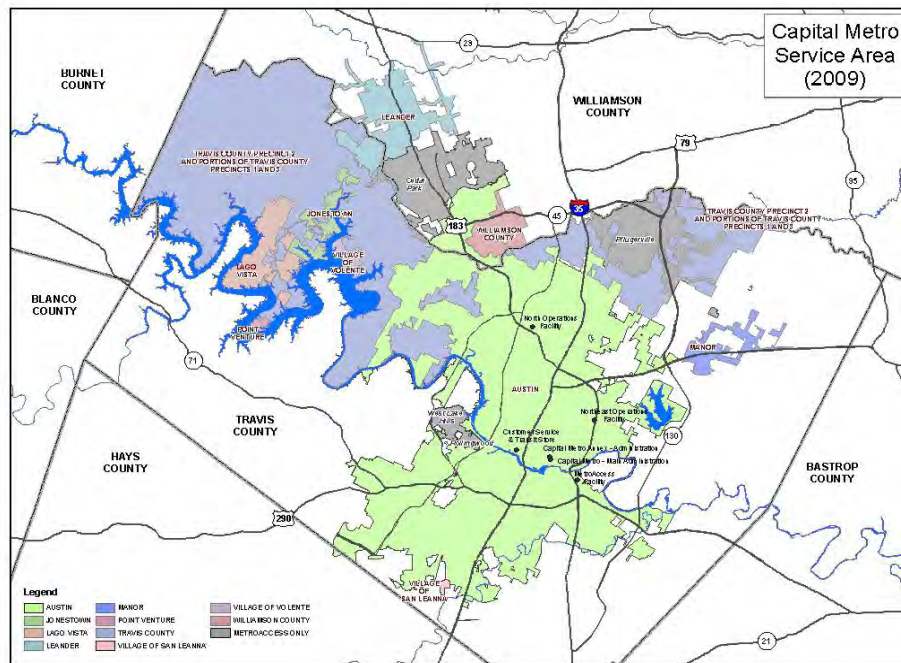 Capital Metro
Service Area
(2009)
29
BURNET
COUNTY
WILLIAMSON
COUNTY
LEANDER
79
TRAVIS COUNTY PRECINCT 2
AND PORTIONS OF TRAVIS COUNTY
PRECINCTS 1 AND 3
Cedar
Park
95
JONESTOWN
183
45
35
WILLIAMSON
COUNTY
Pflugerville
TRAVIS COUNTY PRECINCT 2
AND PORTIONS OF TRAVIS COUNTY
PRECINCTS 1 AND 3
VILLAGE
OF
VOLENTE
LAGO
VISTA
BLANCO
COUNTY
POINT
VENTURE
North Operations
Facility
MANOR
71
AUSTIN
TRAVIS
COUNTY
West Lake
Hills
Rollingwood
Northeast Operations
Facility
Customer Service
& Transit Store
130
Capital Metro Annex - Administration
Capital Metro - Main Administration
MetroAccess
Facility
HAYS
COUNTY
BASTROP
COUNTY
290
VILLAGE
OF
SAN LEANNA
21
Legend
AUSTIN
JONESTOWN
LAGO VISTA
LEANDER
MANOR
POINT VENTURE
TRAVIS COUNTY
VILLAGE OF SAN LEANNA
VILLAGE OF VOLENTE
WILLIAMSON COUNTY
METROACCESS ONLY